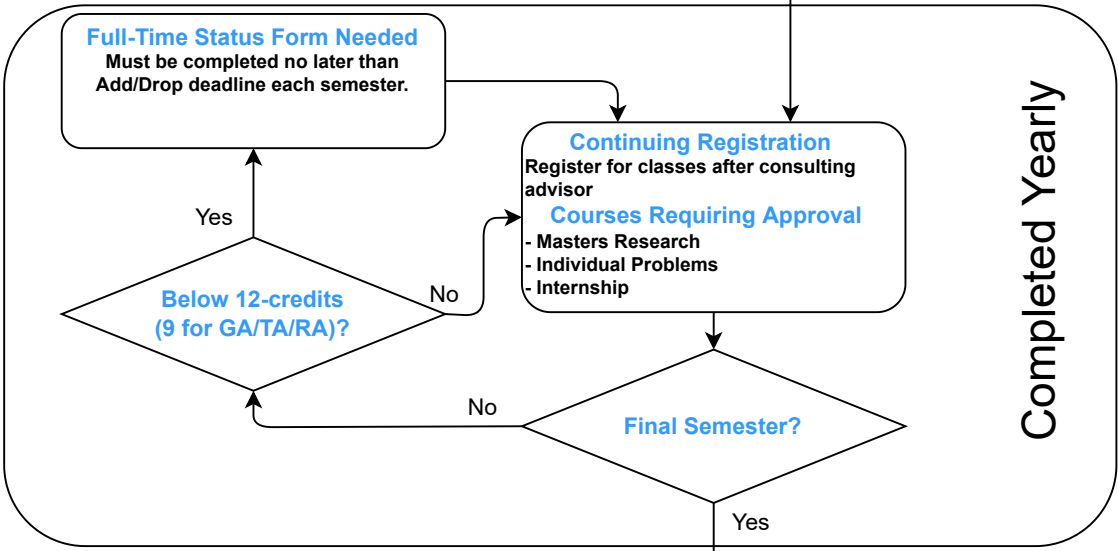 Full-Time Status Form Needed
Must be completed no later than
Add/Drop deadline each semester.
Continuing Registration
Register for classes after consulting
advisor
Courses Requiring Approval
- Masters Research
- Individual Problems
- Internship
Yes
Below 12-credits
(9 for GA/TA/RA)?
No
No
Final Semester?
Yes
Completed Yearly